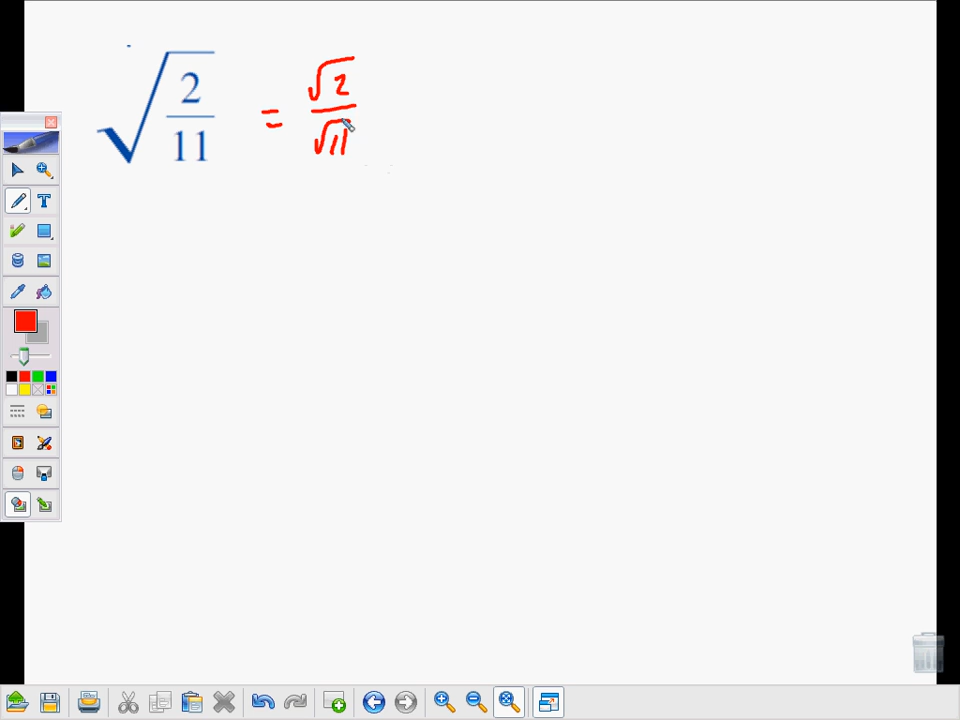 √(2/11) = √2/√11
T